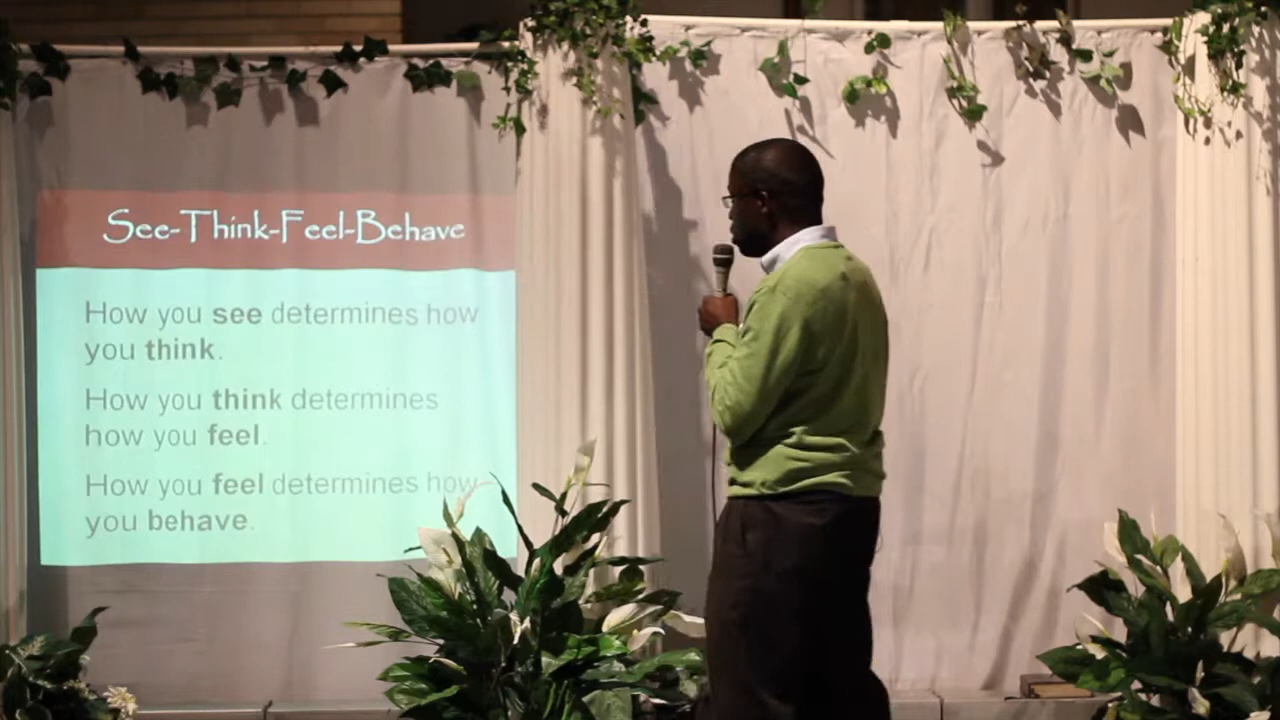 See-Think-Feel-Behave
How you see determines how
you think.
How you think determines
how you feel.
How you feel determines how
you behave.